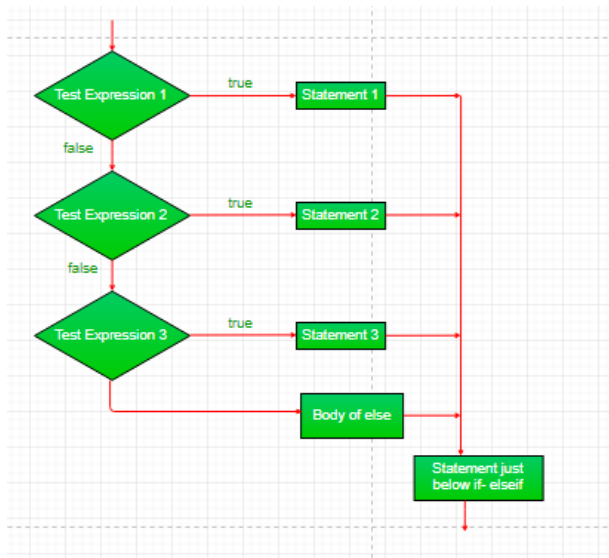 Test Expression 1
true
Statement 1
false
Test Expression 2
true
Statement 2
false
Test Expression 3
true
Statement 3
Body of else
Statement just
below if- elseif